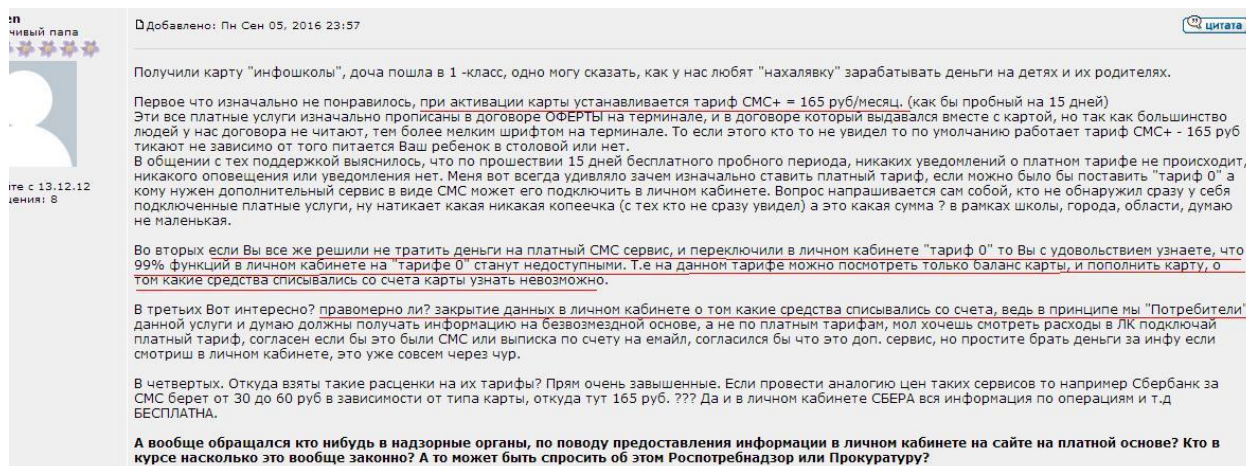 en
Добавлено: Пн Сен 05, 2016 23:57
цитата
чивый папа
Получили карту "инфошколы", доча пошла в 1 -класс, одно могу сказать, как у нас любят "нахалявку" зарабатывать деньги на детях и их родителях.
Первое что изначально не понравилось, при активации карты устанавливается тариф СМС+ = 165 руб/месяц. (как бы пробный на 15 дней)
Эти все платные услуги изначально прописаны в договоре ОФЕРТЫ на терминале, и в договоре который выдавался вместе с картой, но так как большинство
людей у нас договора не читают, тем более мелким шрифтом на терминале. То если этого кто то не увидел то по умолчанию работает тариф СМС+ - 165 руб
тикают не зависимо от того питается Ваш ребенок в столовой или нет.
В общении с тех поддержкой выяснилось, что по прошествии 15 дней бесплатного пробного периода, никаких уведомлений о платном тарифе не происходит,
никакого оповещения или уведомления нет. Меня вот всегда удивляло зачем изначально ставить платный тариф, если можно было бы поставить "тариф 0" а
йте с 13.12.12
кому нужен дополнительный сервис в виде СМС может его подключить в личном кабинете. Вопрос напрашивается сам собой, кто не обнаружил сразу у себя
щения: 8
подключенные платные услуги, ну натикает какая никакая копеечка (с тех кто не сразу увидел) а это какая сумма ? в рамках школы, города, области, думаю
не маленькая.
Во вторых если Вы все же решили не тратить деньги на платный СМС сервис, и переключили в личном кабинете "тариф 0" то Вы с удовольствием узнаете, что
99% функций в личном кабинете на "тарифе 0" станут недоступными. Т.е на данном тарифе можно посмотреть только баланс карты, и пополнить карту, о
том какие средства списывались со счета карты узнать невозможно.
В третьих Вот интересно? правомерно ли? закрытие данных в личном кабинете о том какие средства списывались со счета, ведь в принципе мы "Потребители"
данной услуги и думаю должны получать информацию на безвозмездной основе, а не по платным тарифам, мол хочешь смотреть расходы в ЛК подключай
платный тариф, согласен если бы это были СМС или выписка по счету на емайл, согласился бы что это доп. сервис, но простите брать деньги за инфу если
смотриш в личном кабинете, это уже совсем через чур.
В четвертых. Откуда взяты такие расценки на их тарифы? Прям очень завышенные. Если провести аналогию цен таких сервисов то например Сбербанк за
СМС берет от 30 до 60 руб в зависимости от типа карты, откуда тут 165 руб. ??? Да и в личном кабинете СБЕРА вся информация по операциям и т.д
БЕСПЛАТНА.
А вообще обращался кто нибудь в надзорные органы, по поводу предоставления информации в личном кабинете на сайте на платной основе? Кто в
курсе насколько это вообще законно? А то может быть спросить об этом Роспотребнадзор или Прокуратуру?